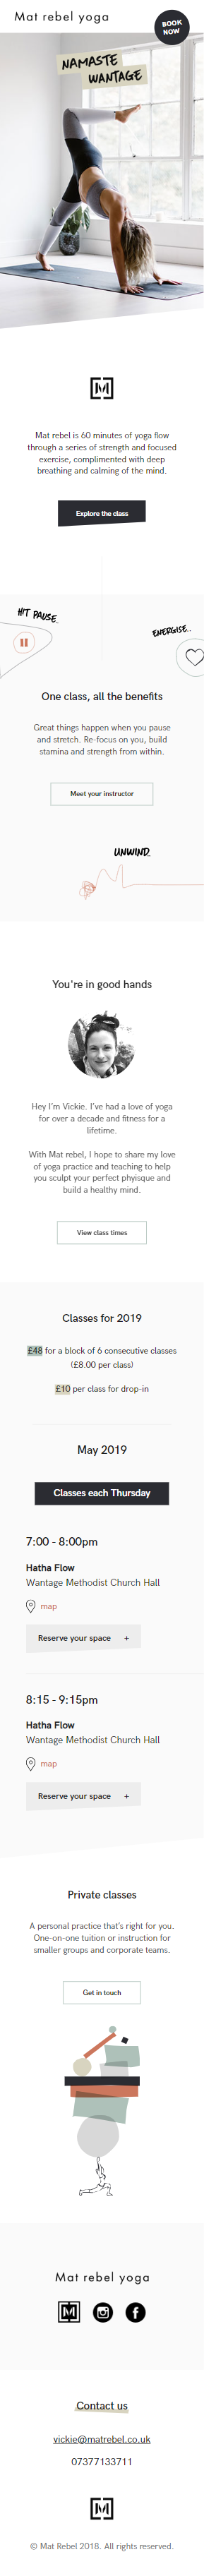 Mat rebel yoga
BOOK
NOW
NAMASTE
WANTAGE
M
Mat rebel is 60 minutes of yoga flow
through a series of strength and focused
exercise, complimented with deep
breathing and calming of the mind.
Explore the class
HIT PAUSE..
ENERGISE..
One class, all the benefits
Great things happen when you pause
and stretch. Re-focus on you, build
stamina and strength from within.
Meet your instructor
UNWIND..
You're in good hands
Hey I'm Vickie. I've had a love of yoga
for over a decade and fitness for a
lifetime.
With Mat rebel, I hope to share my love
of yoga practice and teaching to help
you sculpt your perfect phyisque and
build a healthy mind.
View class times
Classes for 2019
£48 for a block of 6 consecutive classes
(£8.00 per class)
£10 per class for drop-in
May 2019
Classes each Thursday
7:00 - 8:00pm
Hatha Flow
Wantage Methodist Church Hall
map
Reserve your space +
8:15 - 9:15pm
Hatha Flow
Wantage Methodist Church Hall
map
Reserve your space +
Private classes
A personal practice that's right for you.
One-on-one tuition or instruction for
smaller groups and corporate teams.
Get in touch
Mat rebel yoga
M
Contact us
vickie@matrebel.co.uk
07377133711
M
© Mat Rebel 2018. All rights reserved.